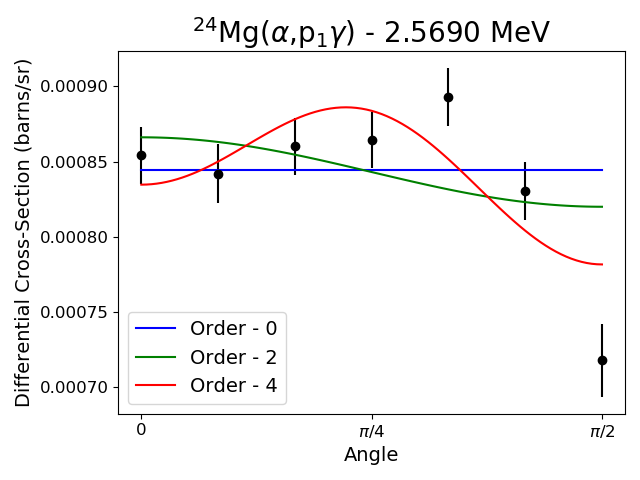 ²⁴Mg(α,p₁γ) - 2.5690 MeV
Differential Cross-Section (barns/sr)
0.00090
0.00085
0.00080
0.00075
0.00070
Order - 0
Order - 2
Order - 4
0
π/4
π/2
Angle